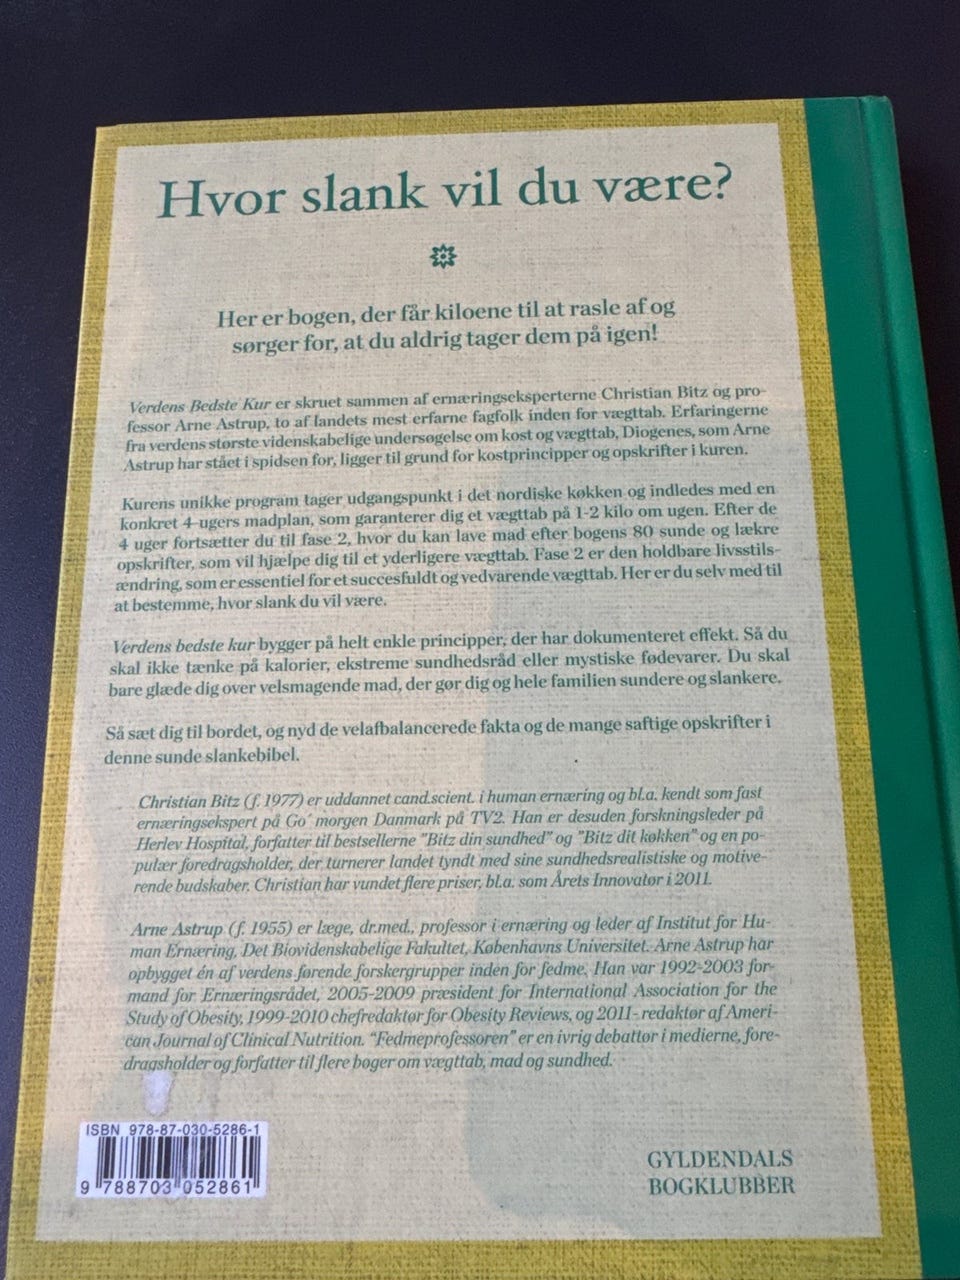 Hvor slank vil du være?
Her er bogen, der får kiloene til at rasle af og
sørger for, at du aldrig tager dem på igen!
Verdens Bedste Kur er skruet sammen af ernæringseksperterne Christian Bitz og pro-
fessor Arne Astrup, to af landets mest erfarne fagfolk inden for vægttab. Erfaringerne
fra verdens største videnskabelige undersøgelse om kost og vægttab, Diogenes, som Arne
Astrup har stået i spidsen for, ligger til grund for kostprincipper og opskrifter i kuren.
Kurens unikke program tager udgangspunkt i det nordiske køkken og indledes med en
konkret 4-ugers madplan, som garanterer dig et vægttab på 1-2 kilo om ugen. Efter de
4 uger fortsætter du til fase 2, hvor du kan lave mad efter bogens 80 sunde og lækre
opskrifter, som vil hjælpe dig til et yderligere vægttab. Fase 2 er den holdbare livsstils-
ændring, som er essentiel for et succesfuldt og vedvarende vægttab. Her er du selv med til
at bestemme, hvor slank du vil være.
Verdens bedste kur bygger på helt enkle principper, der har dokumenteret effekt. Så du
skal ikke tænke på kalorier, ekstreme sundhedsråd eller mystiske fødevarer. Du skal
bare glæde dig over velsmagende mad, der gør dig og hele familien sundere og slankere.
Så sæt dig til bordet, og nyd de velafbalancerede fakta og de mange saftige opskrifter i
denne sunde slankebibel.
Christian Bitz (f. 1977) er uddannet cand.scient. i human ernæring og bl.a. kendt som fast
ernæringsekspert på Go' morgen Danmark på TV2. Han er desuden forskningsleder på
Herlev Hospital, forfatter til bestsellerne "Bitz din sundhed" og "Bitz dit køkken" og en po-
pulær foredragsholder, der turnerer landet tyndt med sine sundhedsrealistiske og motive-
rende budskaber. Christian har vundet flere priser, bl.a. som Årets Innovatør i 2011.
Arne Astrup (f. 1955) er læge, dr.med., professor i ernæring og leder af Institut for Hu-
man Ernæring, Det Biovidenskabelige Fakultet, Københavns Universitet. Arne Astrup har
opbygget én af verdens førende forskergrupper inden for fedme. Han var 1992-2003 for-
mand for Ernæringsrådet, 2005-2009 præsident for International Association for the
Study of Obesity, 1999-2010 chefredaktør for Obesity Reviews, og 2011- redaktør af Ameri-
can Journal of Clinical Nutrition. "Fedmeprofessoren" er en ivrig debattør i medierne, fore-
dragsholder og forfatter til flere bøger om vægttab, mad og sundhed.
ISBN 978-87-030-5286-1
9 788703 052861
GYLDENDALS
BOGKLUBBER